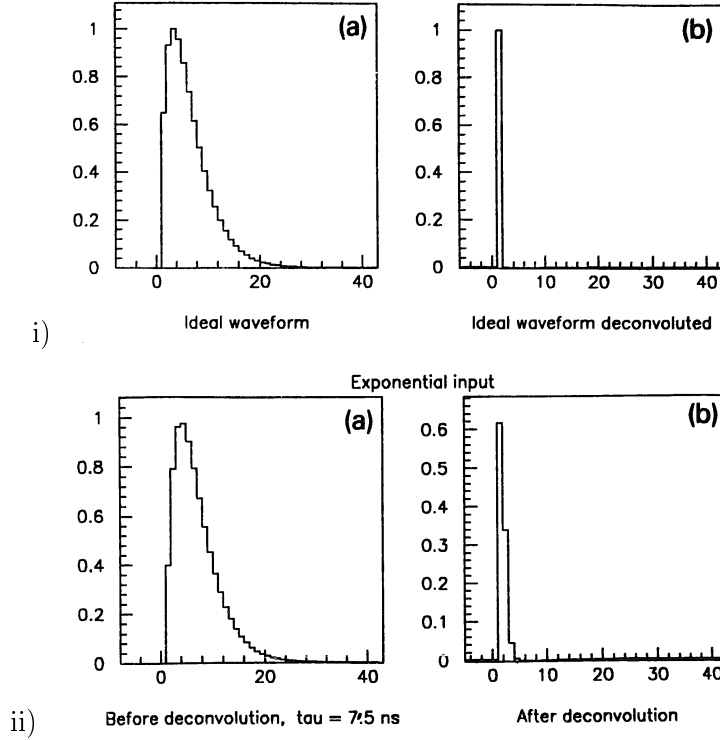 (a)
(b)
1
0.8
0.6
0.4
0.2
0
0 20 40
1
0.8
0.6
0.4
0.2
0
0 10 20 30 40
Ideal waveform
Ideal waveform deconvoluted
i)
Exponential input
(a)
(b)
1
0.8
0.6
0.4
0.2
0
0 20 40
0.6
0.5
0.4
0.3
0.2
0.1
0
0 10 20 30 40
ii)
Before deconvolution, tau = 7.5 ns
After deconvolution